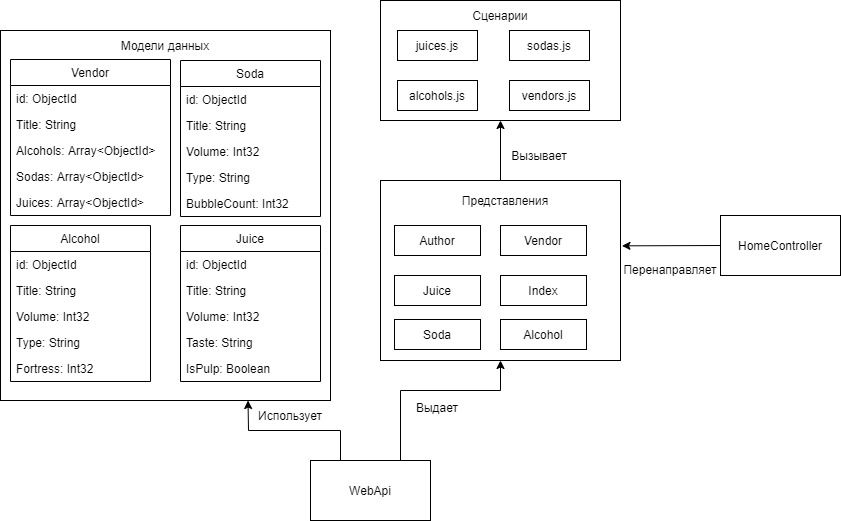 Модели данных
Vendor
id: ObjectId
Title: String
Alcohols: Array<ObjectId>
Sodas: Array<ObjectId>
Juices: Array<ObjectId>
Soda
id: ObjectId
Title: String
Volume: Int32
Type: String
BubbleCount: Int32
Alcohol
id: ObjectId
Title: String
Volume: Int32
Type: String
Fortress: Int32
Juice
id: ObjectId
Title: String
Volume: Int32
Taste: String
IsPulp: Boolean
Сценарии
juices.js
sodas.js
alcohols.js
vendors.js
Вызывает
Представления
Author
Vendor
Juice
Index
Soda
Alcohol
HomeController
Перенаправляет
Использует
Выдает
WebApi